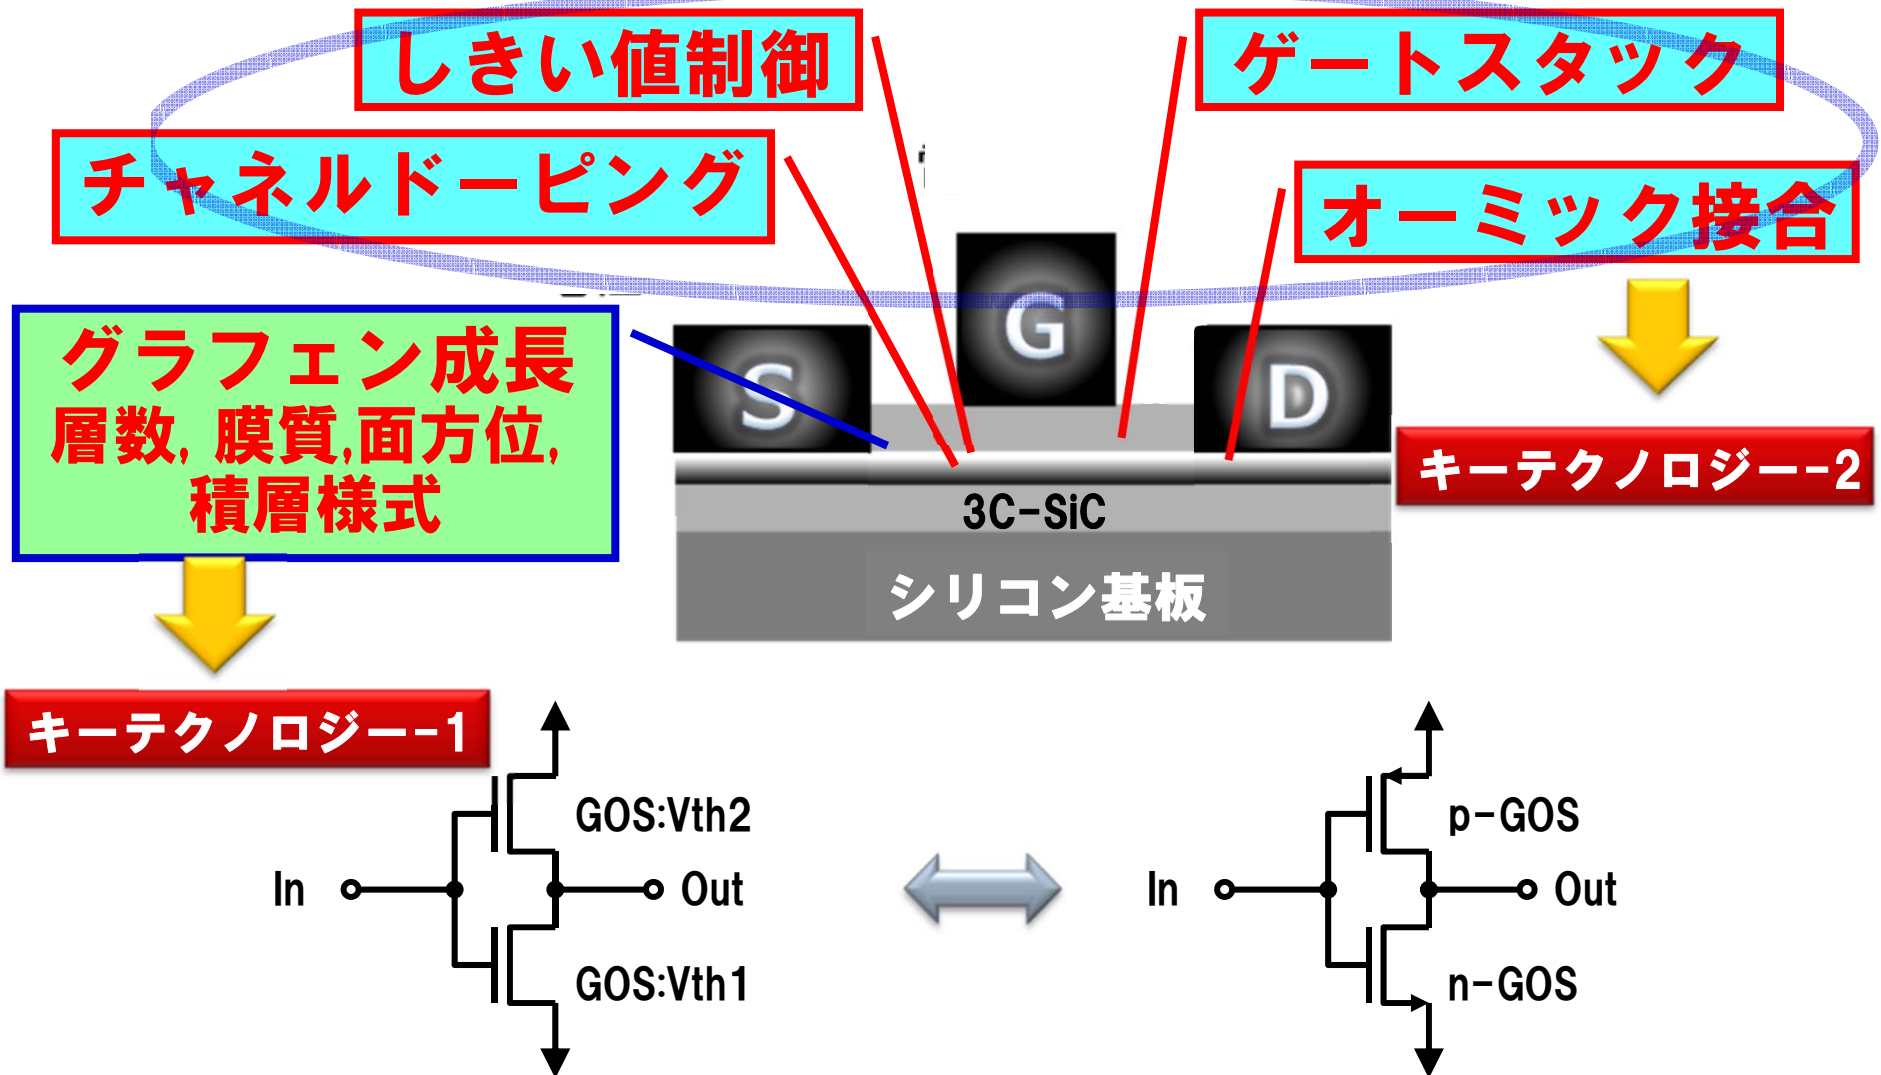 しきい値制御
ゲートスタック
チャネルドーピング
オーミック接合
グラフェン成長
層数, 膜質,面方位,
積層様式
G
S
D
キーテクノロジー-2
3C-SiC
シリコン基板
キーテクノロジー-1
GOS:Vth2
In
Out
GOS:Vth1
p-GOS
In
Out
n-GOS